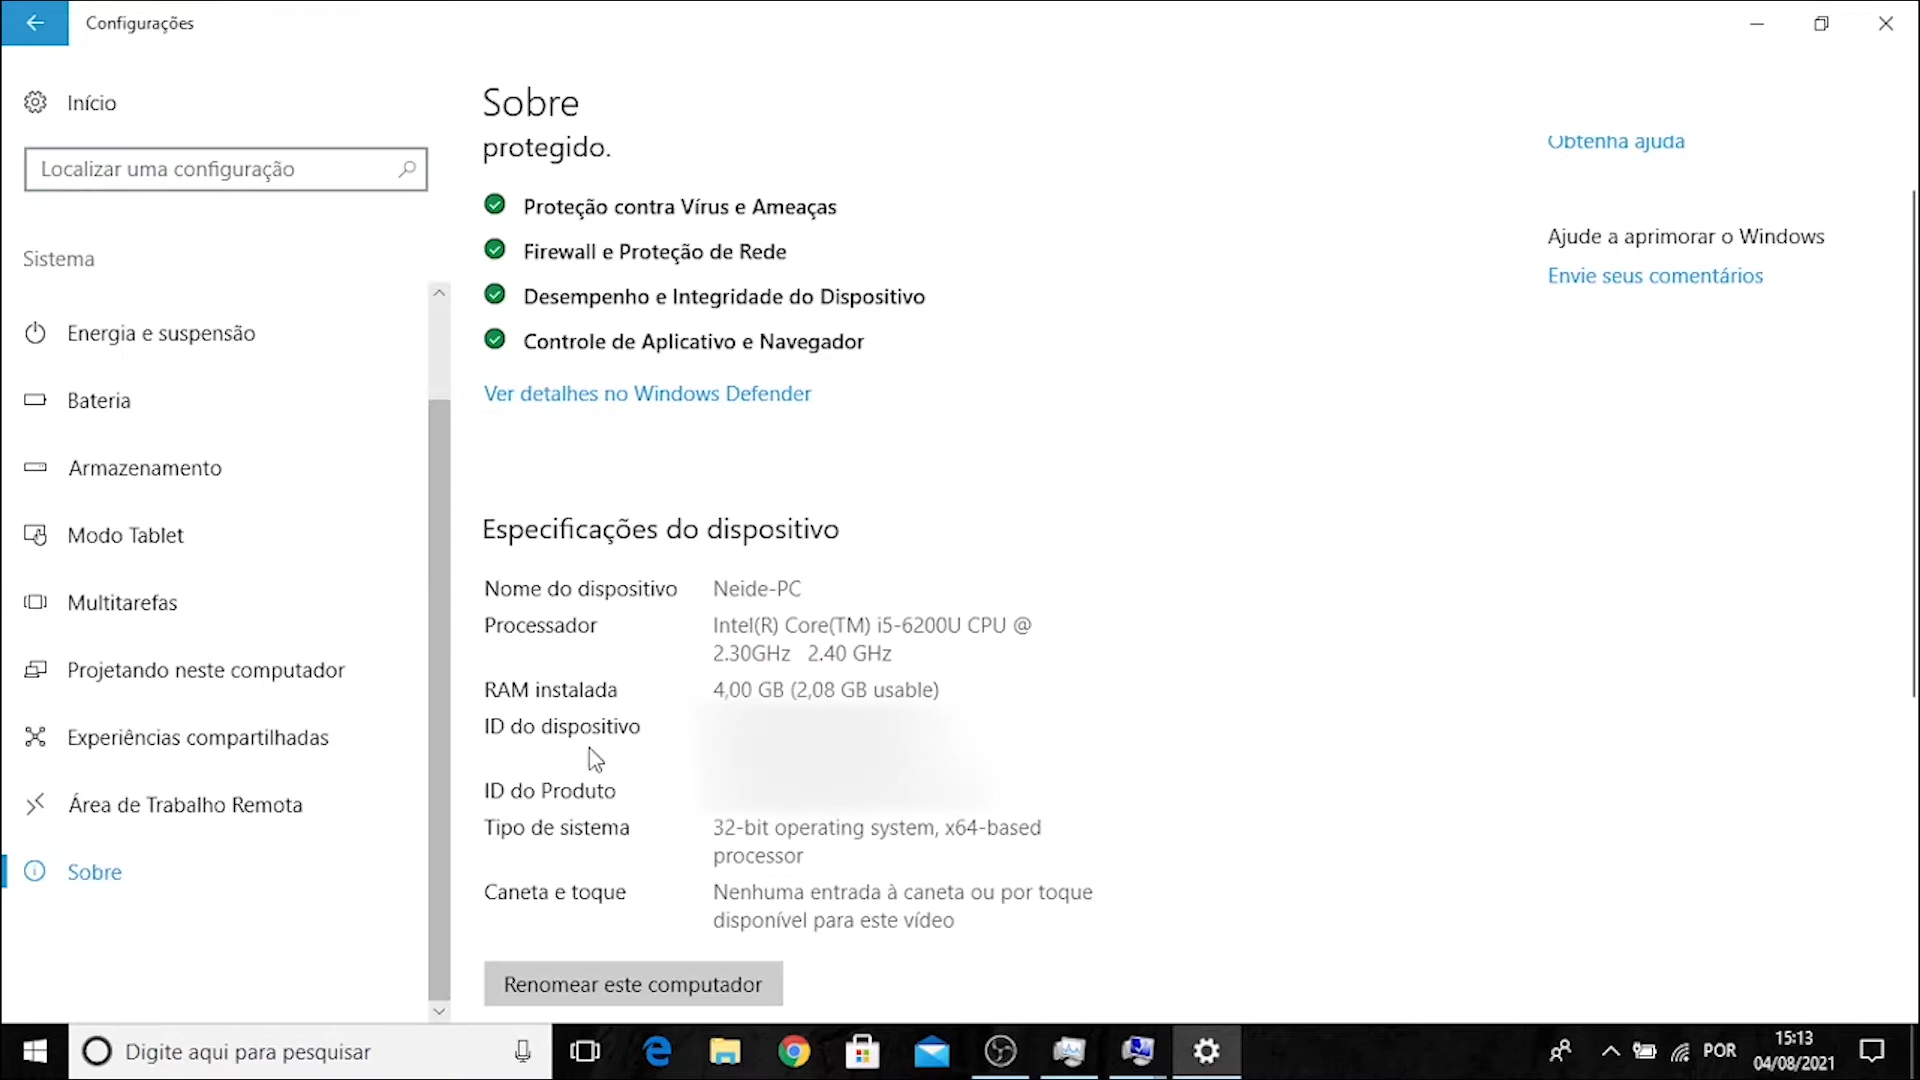 Configurações
Início
Localizar uma configuração
Sistema
Energia e suspensão
Bateria
Armazenamento
Modo Tablet
Multitarefas
Projetando neste computador
Experiências compartilhadas
Área de Trabalho Remota
Sobre
Sobre
protegido.
Proteção contra Vírus e Ameaças
Firewall e Proteção de Rede
Desempenho e Integridade do Dispositivo
Controle de Aplicativo e Navegador
Ver detalhes no Windows Defender
Especificações do dispositivo
Nome do dispositivo Neide-PC
Processador Intel(R) Core(TM) i5-6200U CPU @
2.30GHz 2.40 GHz
RAM instalada 4,00 GB (2,08 GB usable)
ID do dispositivo
ID do Produto
Tipo de sistema 32-bit operating system, x64-based
processor
Caneta e toque Nenhuma entrada à caneta ou por toque
disponível para este vídeo
Renomear este computador
Obtenha ajuda
Ajude a aprimorar o Windows
Envie seus comentários
Digite aqui para pesquisar
POR
15:13
04/08/2021